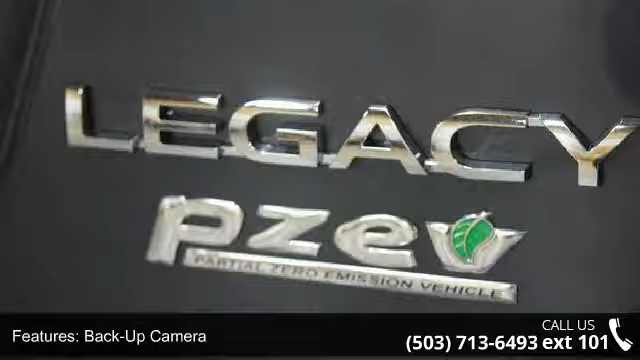 LEGACY
pzev
PARTIAL ZERO EMISSION VEHICLE
Features: Back-Up Camera
CALL US
(503) 713-6493 ext 101